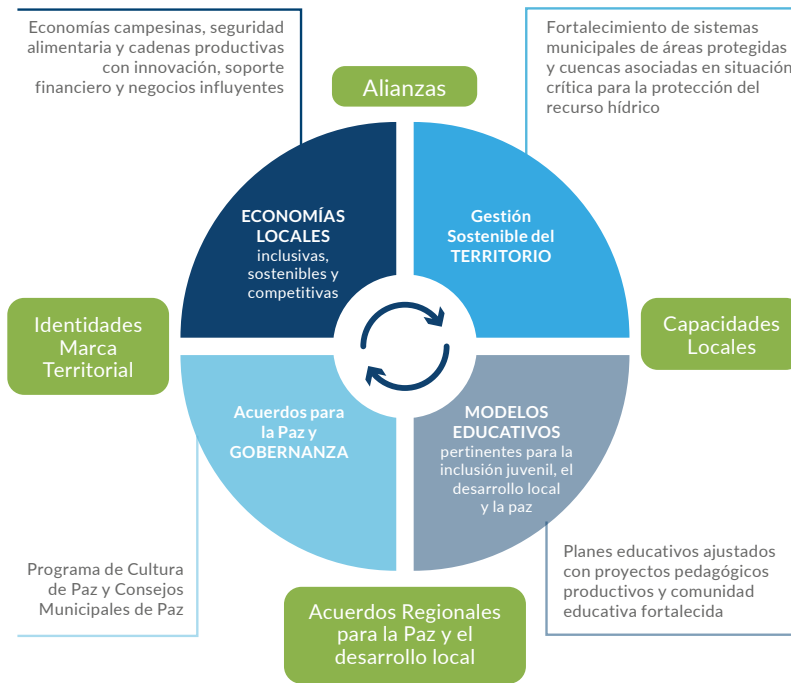 Economías campesinas, seguridad
alimentaria y cadenas productivas
con innovación, soporte
financiero y negocios influyentes
Alianzas
Fortalecimiento de sistemas
municipales de áreas protegidas
y cuencas asociadas en situación
crítica para la protección del
recurso hídrico
ECONOMÍAS
LOCALES
inclusivas,
sostenibles y
competitivas
Gestión
Sostenible del
TERRITORIO
Identidades
Marca
Territorial
Capacidades
Locales
Acuerdos para
la Paz y
GOBERNANZA
MODELOS
EDUCATIVOS
pertinentes para la
inclusión juvenil, el
desarrollo local
y la paz
Programa de Cultura
de Paz y Consejos
Municipales de Paz
Acuerdos Regionales
para la Paz y el
desarrollo local
Planes educativos ajustados
con proyectos pedagógicos
productivos y comunidad
educativa fortalecida